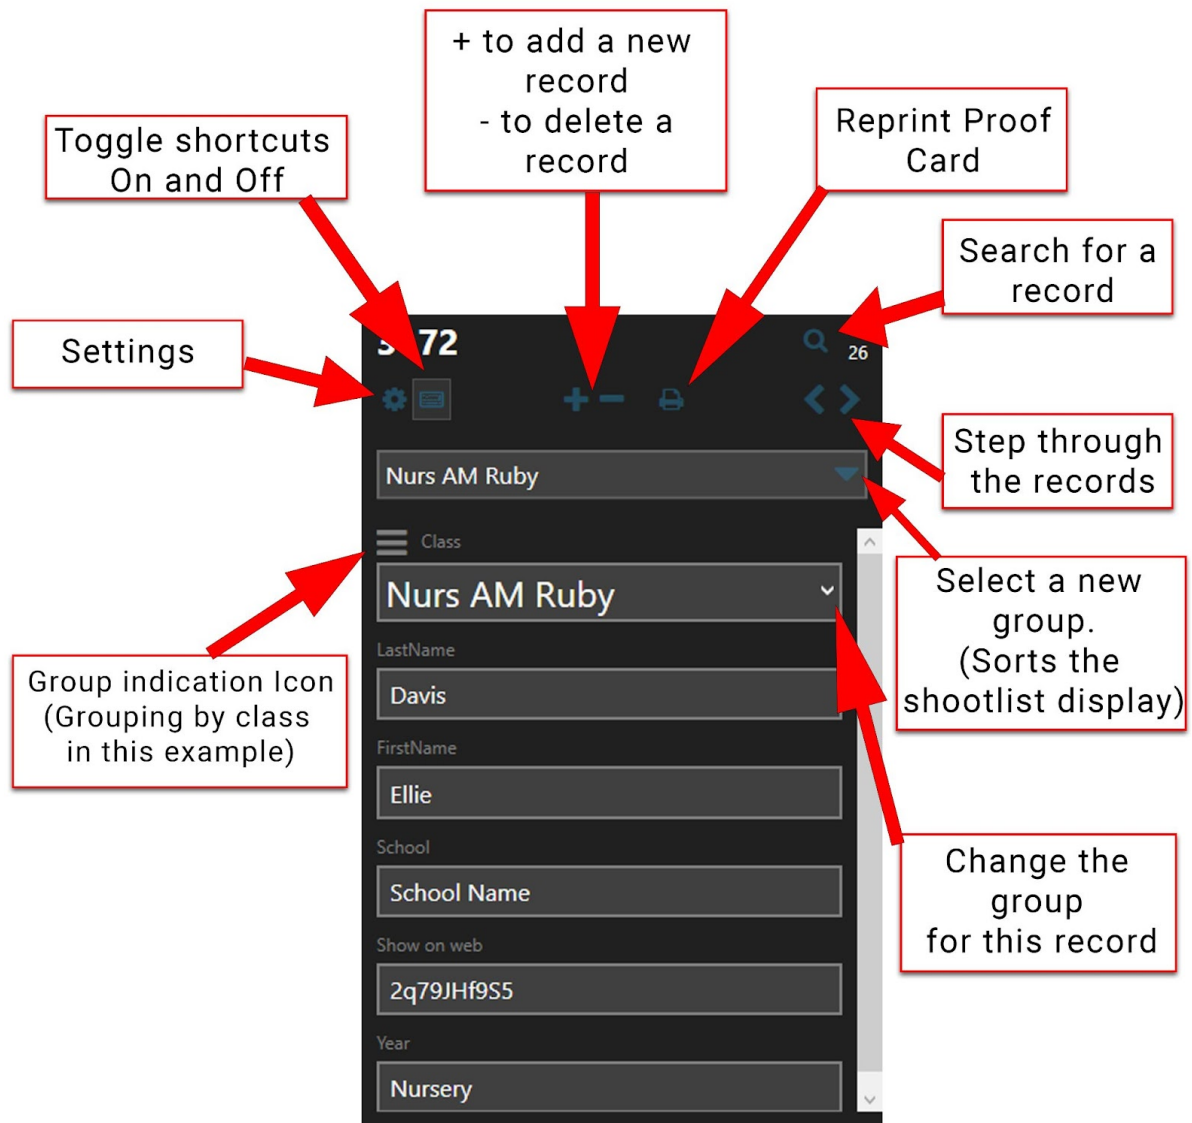 + to add a new
record
- to delete a
record
Toggle shortcuts
On and Off
Reprint Proof
Card
Search for a
record
Settings
72
26
Step through
the records
Nurs AM Ruby
Class
Nurs AM Ruby
Select a new
group.
(Sorts the
shootlist display)
LastName
Davis
Group indication Icon
(Grouping by class
in this example)
FirstName
Ellie
School
School Name
Change the
group
for this record
Show on web
2q79JHf9S5
Year
Nursery